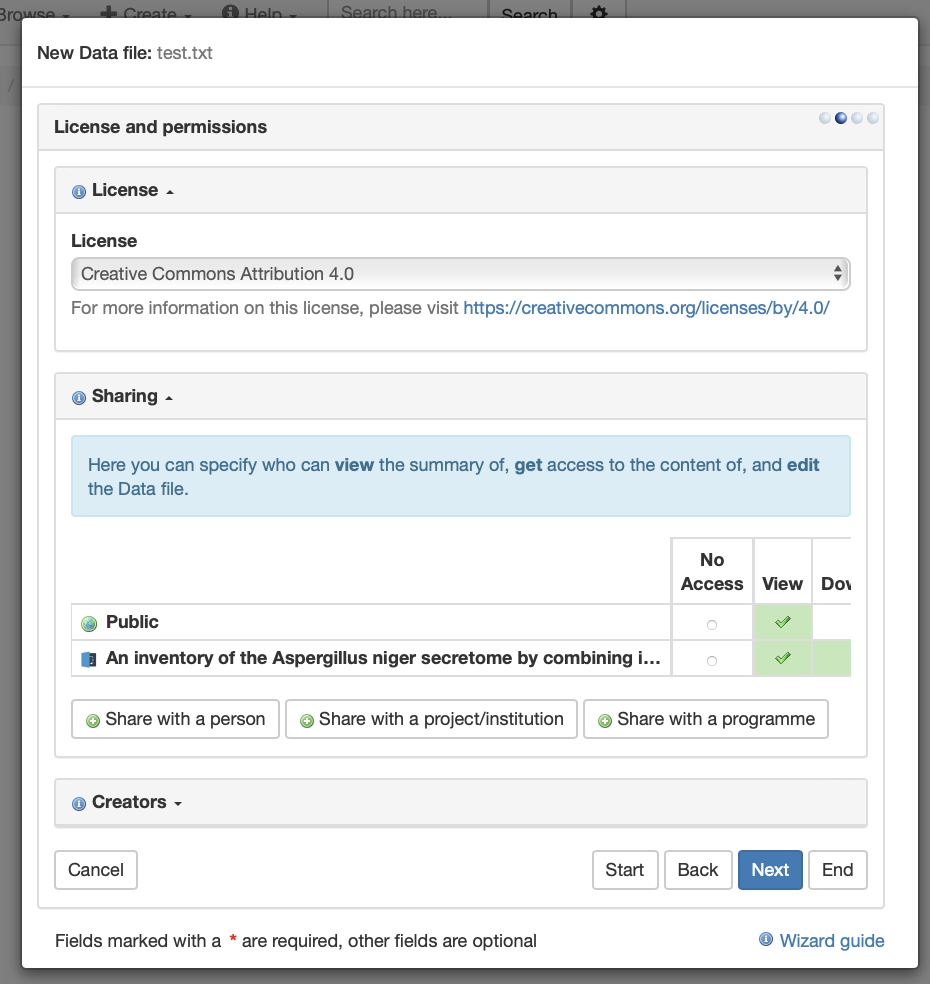 Browse
Create
Help
Search here...
Search
New Data file: test.txt
/
License and permissions
License
License
Creative Commons Attribution 4.0
For more information on this license, please visit https://creativecommons.org/licenses/by/4.0/
Sharing
Here you can specify who can view the summary of, get access to the content of, and edit
the Data file.
No
Access View Dov
Public
An inventory of the Aspergillus niger secretome by combining i...
Share with a person Share with a project/institution Share with a programme
Creators
Cancel Start Back Next End
Fields marked with a * are required, other fields are optional Wizard guide